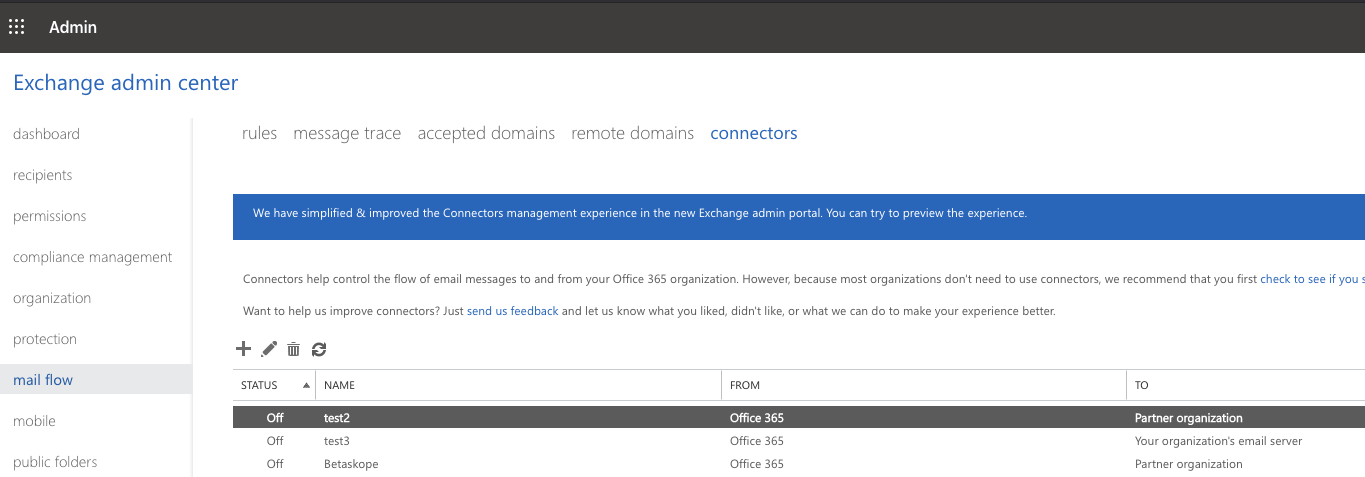 Admin
Exchange admin center
dashboard
recipients
permissions
compliance management
organization
protection
mail flow
mobile
public folders
rules message trace accepted domains remote domains connectors
We have simplified & improved the Connectors management experience in the new Exchange admin portal. You can try to preview the experience.
Connectors help control the flow of email messages to and from your Office 365 organization. However, because most organizations don't need to use connectors, we recommend that you first check to see if you s
Want to help us improve connectors? Just send us feedback and let us know what you liked, didn't like, or what we can do to make your experience better.
STATUS NAME FROM TO
Off test2 Office 365 Partner organization
Off test3 Office 365 Your organization's email server
Off Betaskope Office 365 Partner organization